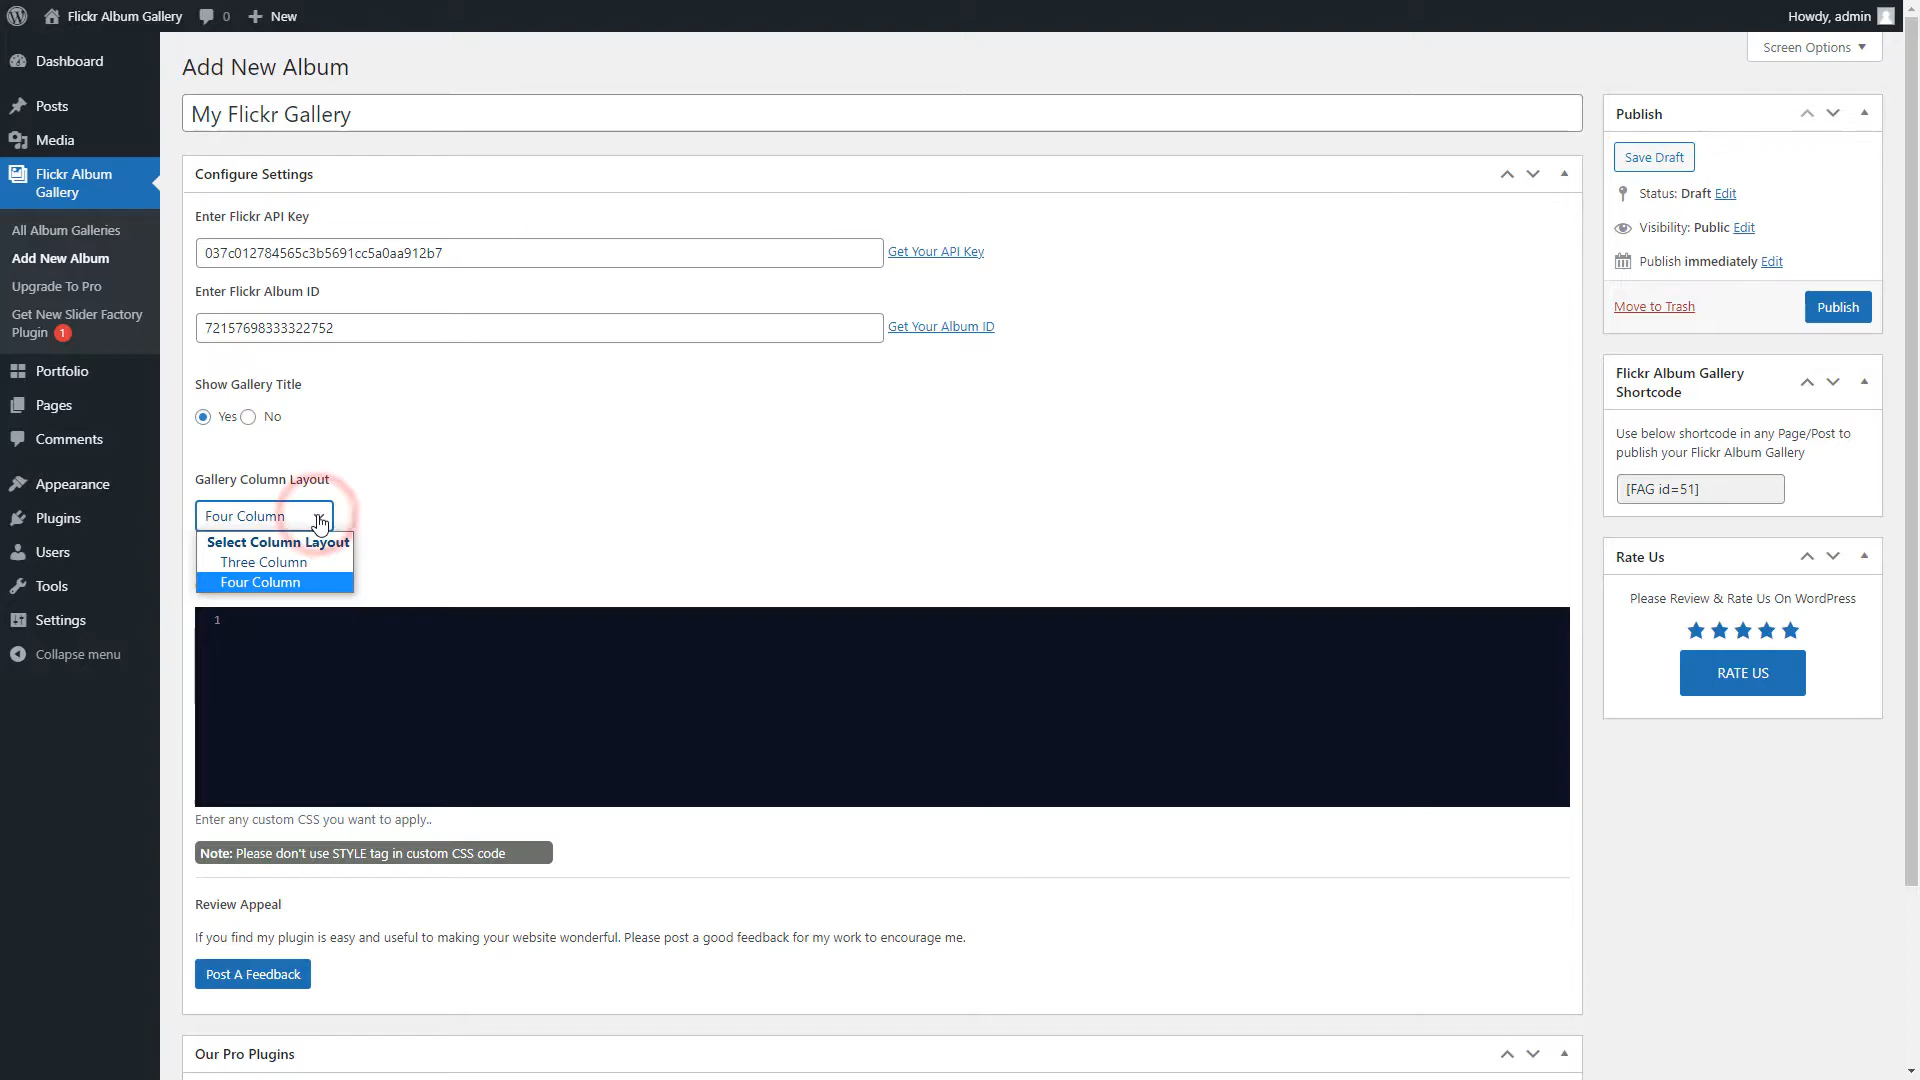 Flickr Album Gallery
0
New
Howdy, admin
Dashboard
Posts
Media
Flickr Album
Gallery
All Album Galleries
Add New Album
Upgrade To Pro
Get New Slider Factory
Plugin 1
Portfolio
Pages
Comments
Appearance
Plugins
Users
Tools
Settings
Collapse menu
Screen Options
Add New Album
My Flickr Gallery
Configure Settings
Enter Flickr API Key
037c012784565c3b5691cc5a0aa912b7
Get Your API Key
Enter Flickr Album ID
72157698333322752
Get Your Album ID
Show Gallery Title
Yes No
Gallery Column Layout
Four Column
Select Column Layout
Three Column
Four Column
1
Enter any custom CSS you want to apply..
Note: Please don't use STYLE tag in custom CSS code
Review Appeal
If you find my plugin is easy and useful to making your website wonderful. Please post a good feedback for my work to encourage me.
Post A Feedback
Our Pro Plugins
Publish
Save Draft
Status: Draft Edit
Visibility: Public Edit
Publish immediately Edit
Move to Trash
Publish
Flickr Album Gallery
Shortcode
Use below shortcode in any Page/Post to
publish your Flickr Album Gallery
[FAG id=51]
Rate Us
Please Review & Rate Us On WordPress
RATE US